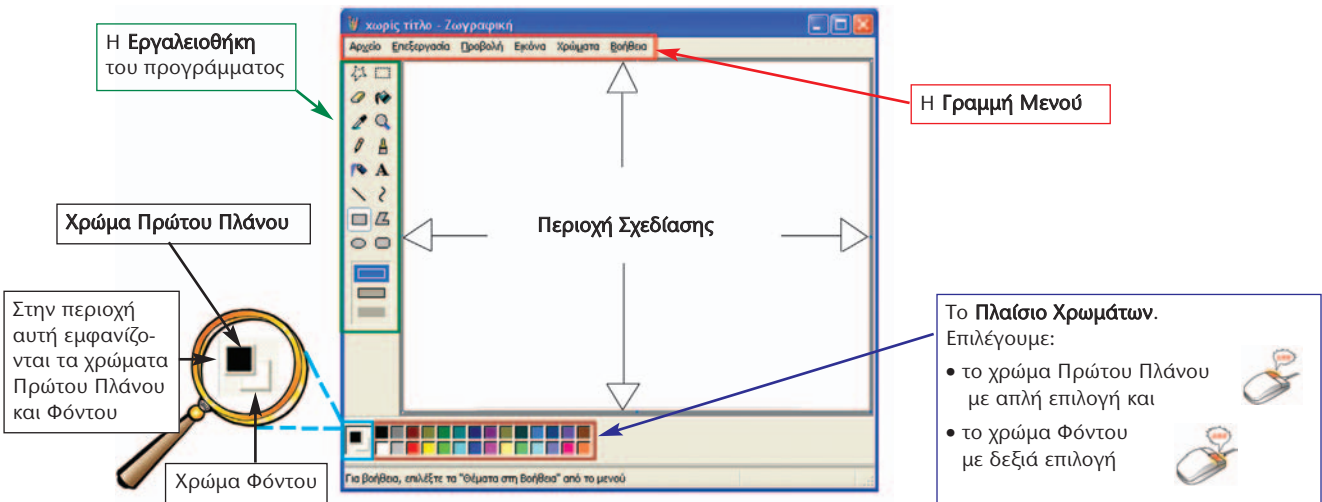 χωρίς τίτλο - Ζωγραφική
Αρχείο Επεξεργασία Προβολή Εικόνα Χρώματα Βοήθεια
Η Εργαλειοθήκη
του προγράμματος
Η Γραμμή Μενού
A
Περιοχή Σχεδίασης
Χρώμα Πρώτου Πλάνου
Στην περιοχή
αυτή εμφανίζο-
νται τα χρώματα
Πρώτου Πλάνου
και Φόντου
Χρώμα Φόντου
Το Πλαίσιο Χρωμάτων.
Επιλέγουμε:
• το χρώμα Πρώτου Πλάνου
με απλή επιλογή και
• το χρώμα Φόντου
με δεξιά επιλογή
Για βοήθεια, επιλέξτε τα "Θέματα στη Βοήθεια" από το μενού